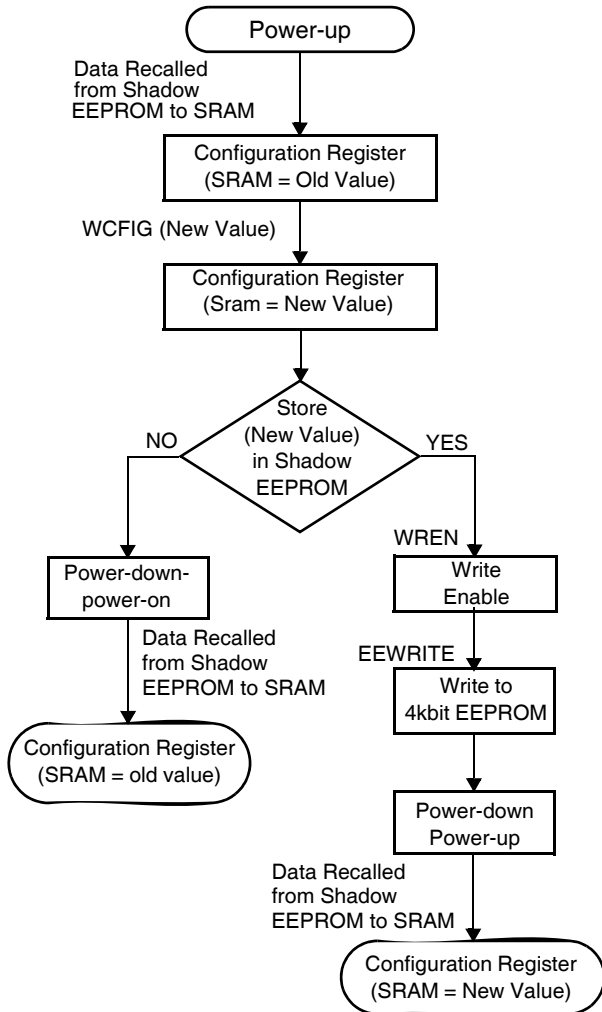 Power-up
Data Recalled
from Shadow
EEPROM to SRAM
Configuration Register
(SRAM = Old Value)
WCFIG (New Value)
Configuration Register
(Sram = New Value)
Store
(New Value)
in Shadow
EEPROM
NO
YES
Power-down-
power-on
Data Recalled
from Shadow
EEPROM to SRAM
Configuration Register
(SRAM = old value)
WREN
Write
Enable
EEWRITE
Write to
4kbit EEPROM
Power-down
Power-up
Data Recalled
from Shadow
EEPROM to SRAM
Configuration Register
(SRAM = New Value)